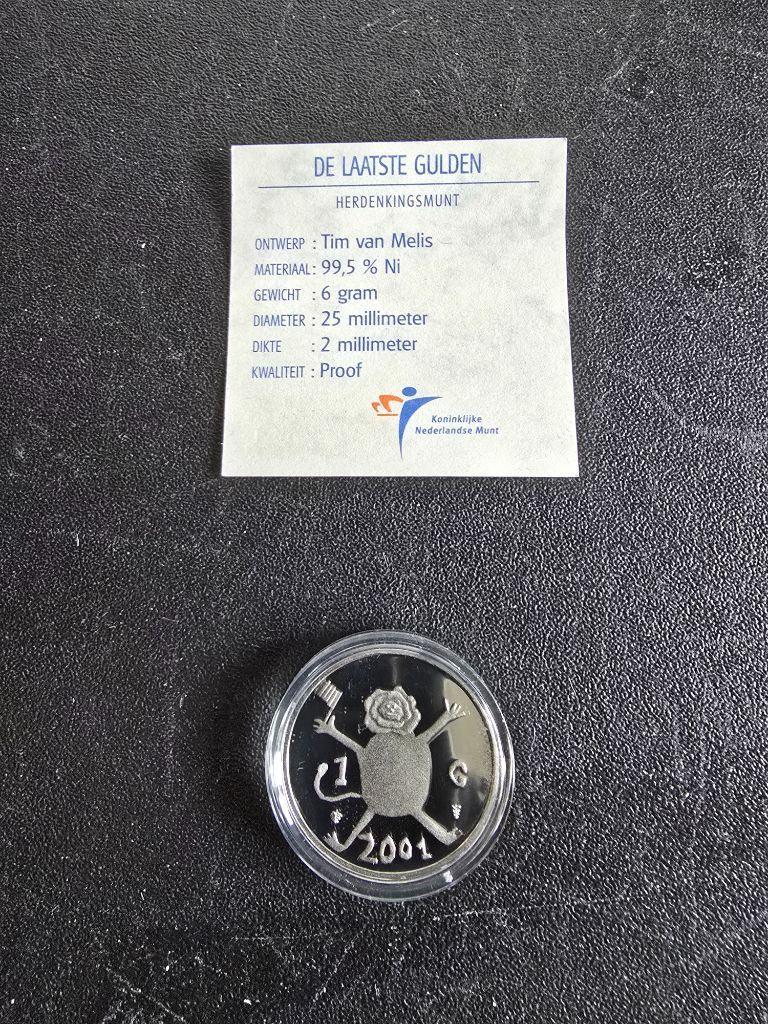 DE LAATSTE GULDEN
HERDENKINGSMUNT
ONTWERP : Tim van Melis
MATERIAAL: 99,5 % Ni
GEWICHT : 6 gram
DIAMETER : 25 millimeter
DIKTE : 2 millimeter
KWALITEIT : Proof
Koninklijke
Nederlandse Munt
1 G
2001